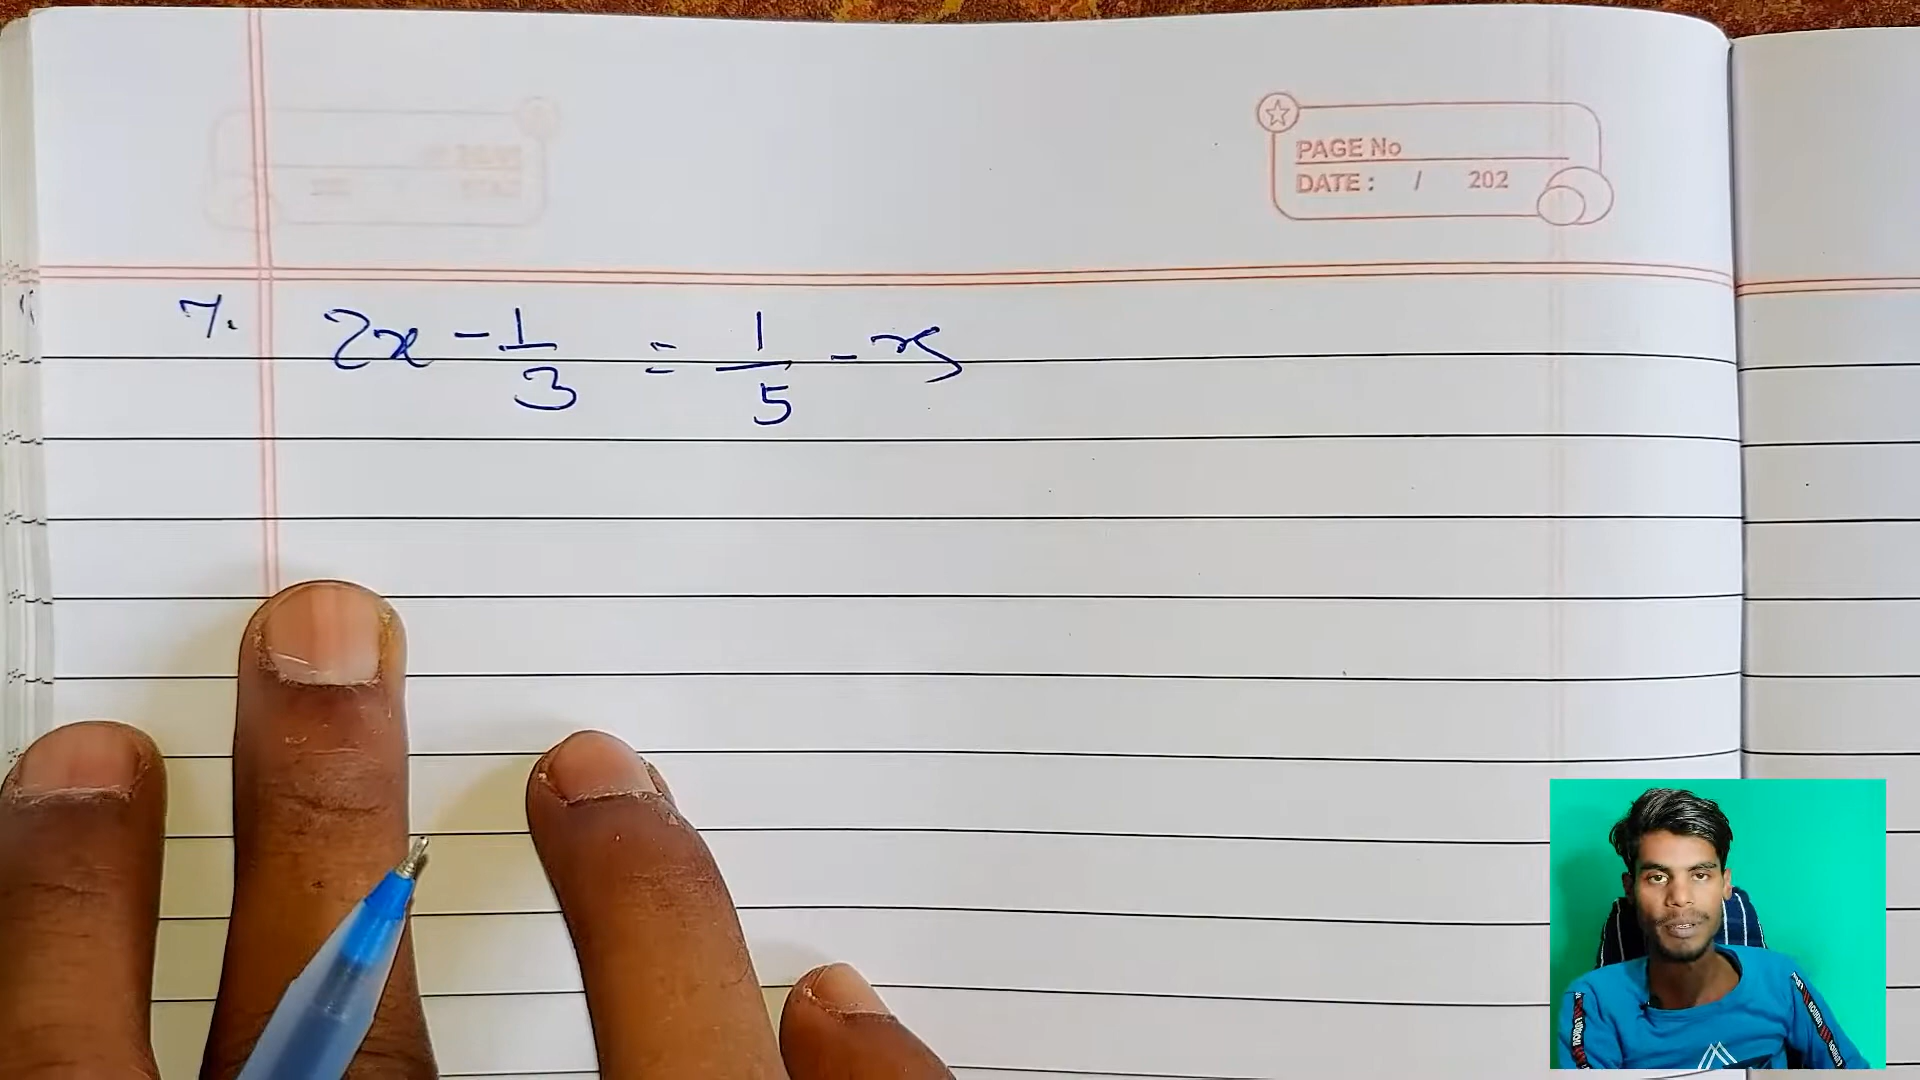 PAGE No
DATE : / 202
7. 2x - 1/3 = 1/5 - x